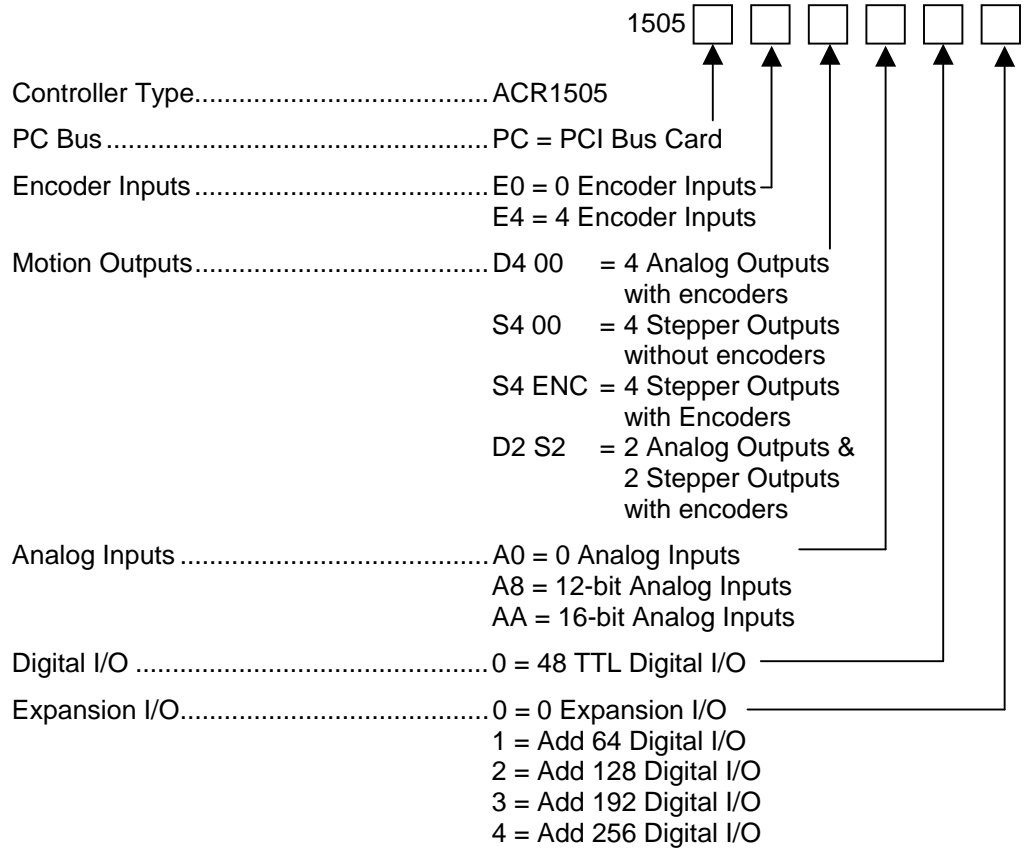 1505
Controller Type........................................ACR1505
PC Bus....................................................PC = PCI Bus Card
Encoder Inputs........................................E0 = 0 Encoder Inputs
E4 = 4 Encoder Inputs
Motion Outputs........................................D4 00 = 4 Analog Outputs
with encoders
S4 00 = 4 Stepper Outputs
without encoders
S4 ENC = 4 Stepper Outputs
with Encoders
D2 S2 = 2 Analog Outputs &
2 Stepper Outputs
with encoders
Analog Inputs..........................................A0 = 0 Analog Inputs
A8 = 12-bit Analog Inputs
AA = 16-bit Analog Inputs
Digital I/O ................................................0 = 48 TTL Digital I/O
Expansion I/O..........................................0 = 0 Expansion I/O
1 = Add 64 Digital I/O
2 = Add 128 Digital I/O
3 = Add 192 Digital I/O
4 = Add 256 Digital I/O